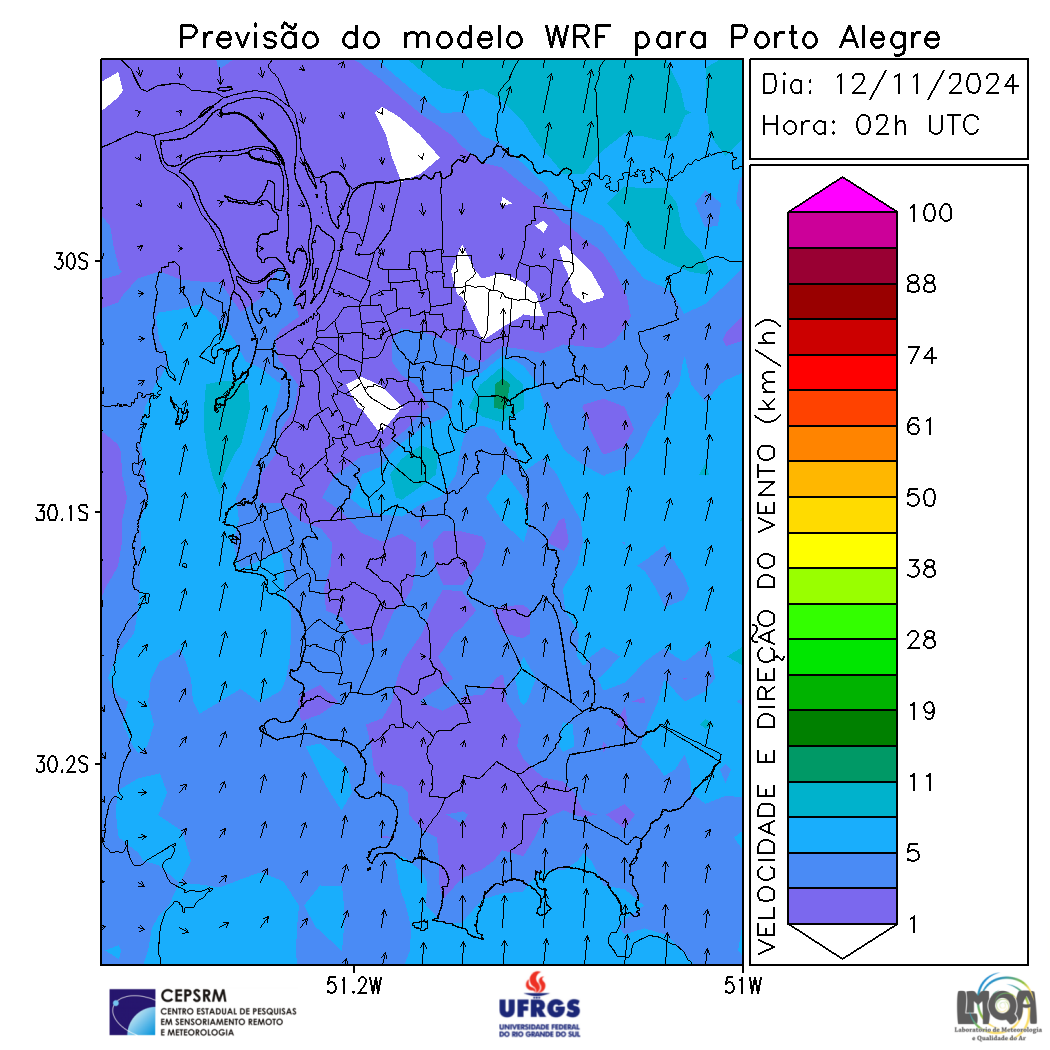 Previsão do modelo WRF para Porto Alegre
Dia: 12/11/2024
Hora: 02h UTC
30S
30.1S
30.2S
51.2W
51W
VELOCIDADE E DIREÇÃO DO VENTO (km/h)
100
88
74
61
50
38
28
19
11
5
1
CEPSRM
CENTRO ESTADUAL DE PESQUISAS
EM SENSORIAMENTO REMOTO
E METEOROLOGIA
UFRGS
UNIVERSIDADE FEDERAL
DO RIO GRANDE DO SUL
LMQA
Laboratório de Meteorologia
e Qualidade do Ar